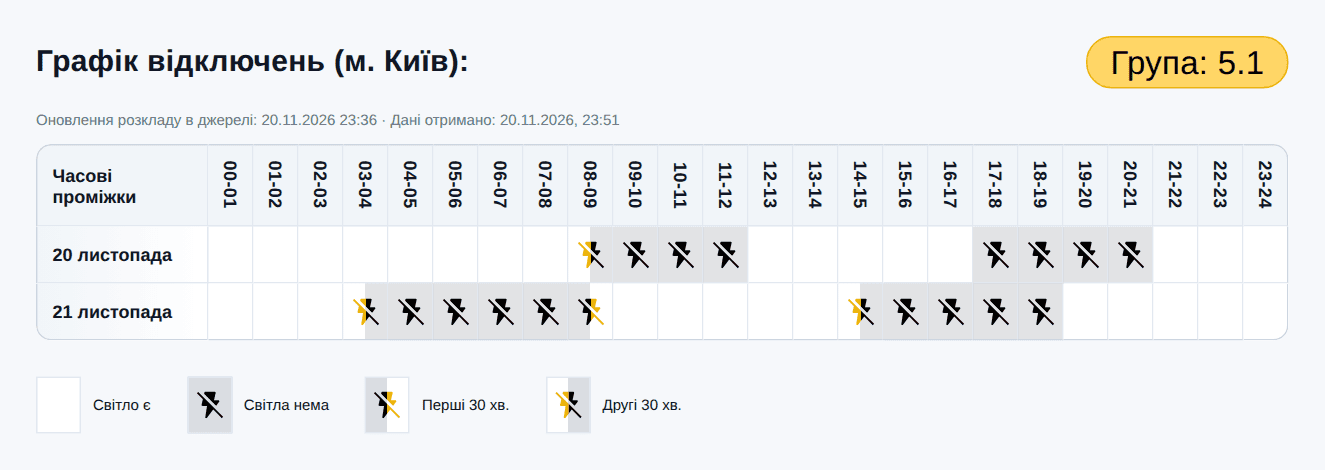 Графік відключень (м. Київ):
Група: 5.1
Оновлення розкладу в джерелі: 20.11.2026 23:36 · Дані отримано: 20.11.2026, 23:51
Часові
проміжки
00-01
01-02
02-03
03-04
04-05
05-06
06-07
07-08
08-09
09-10
10-11
11-12
12-13
13-14
14-15
15-16
16-17
17-18
18-19
19-20
20-21
21-22
22-23
23-24
20 листопада
21 листопада
Світло є
Світла нема
Перші 30 хв.
Другі 30 хв.